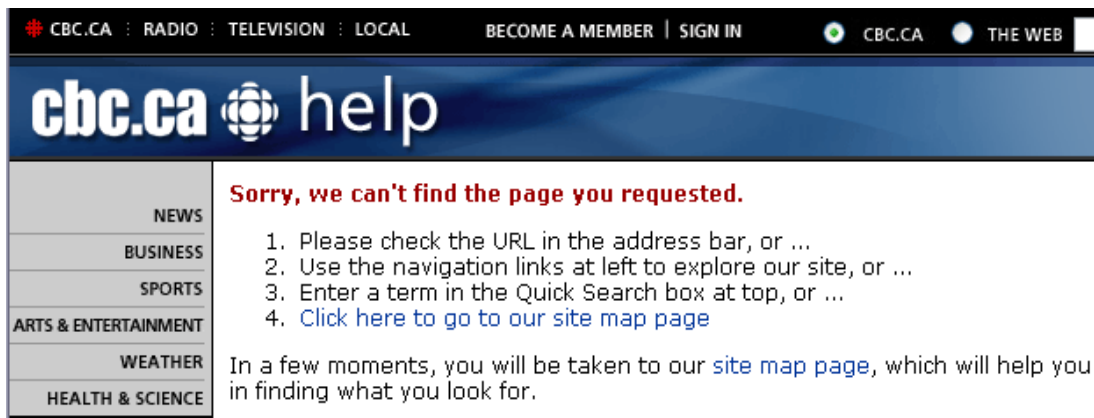 CBC.CA RADIO TELEVISION LOCAL BECOME A MEMBER | SIGN IN CBC.CA THE WEB
cbc.ca help
Sorry, we can't find the page you requested.
NEWS
BUSINESS
SPORTS
ARTS & ENTERTAINMENT
WEATHER
HEALTH & SCIENCE
1. Please check the URL in the address bar, or ...
2. Use the navigation links at left to explore our site, or ...
3. Enter a term in the Quick Search box at top, or ...
4. Click here to go to our site map page
In a few moments, you will be taken to our site map page, which will help you
in finding what you look for.